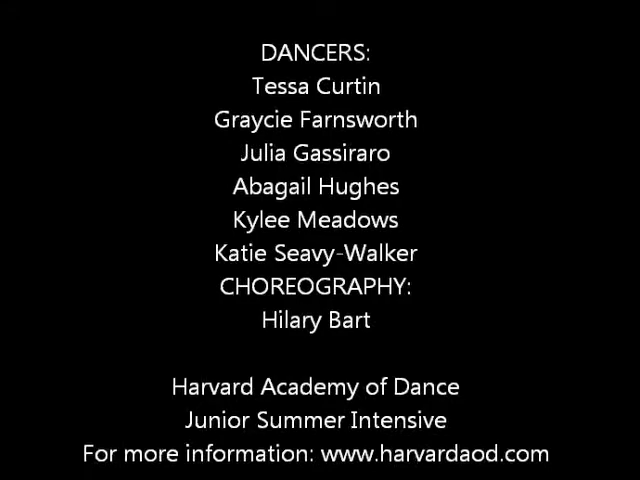 DANCERS:
Tessa Curtin
Graycie Farnsworth
Julia Gassiraro
Abagail Hughes
Kylee Meadows
Katie Seavy-Walker
CHOREOGRAPHY:
Hilary Bart
Harvard Academy of Dance
Junior Summer Intensive
For more information: www.harvardaod.com